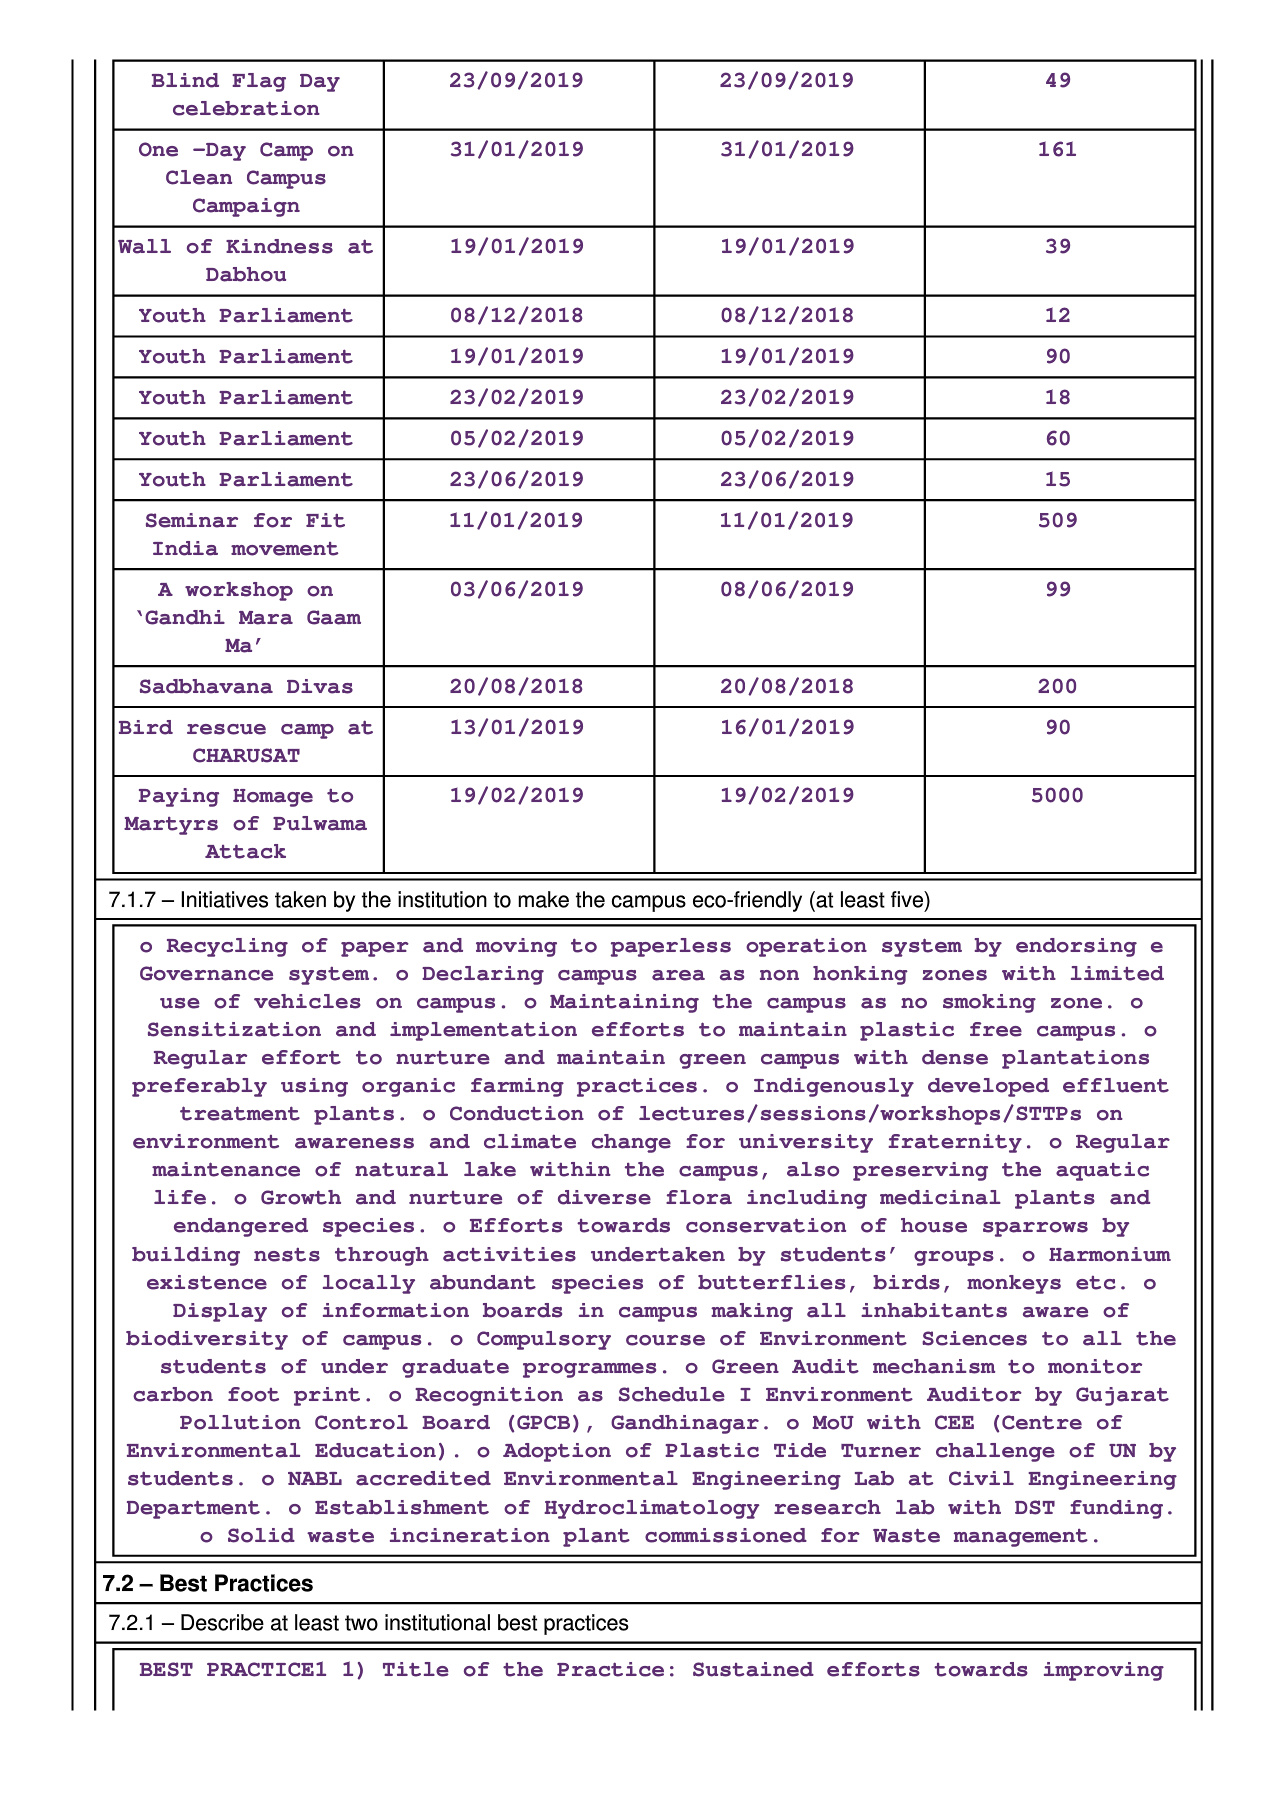 Blind Flag Day 23/09/2019 23/09/2019 49
celebration
One –Day Camp on 31/01/2019 31/01/2019 161
Clean Campus
Campaign
Wall of Kindness at 19/01/2019 19/01/2019 39
Dabhou
Youth Parliament 08/12/2018 08/12/2018 12
Youth Parliament 19/01/2019 19/01/2019 90
Youth Parliament 23/02/2019 23/02/2019 18
Youth Parliament 05/02/2019 05/02/2019 60
Youth Parliament 23/06/2019 23/06/2019 15
Seminar for Fit 11/01/2019 11/01/2019 509
India movement
A workshop on 03/06/2019 08/06/2019 99
‘Gandhi Mara Gaam
Ma’
Sadbhavana Divas 20/08/2018 20/08/2018 200
Bird rescue camp at 13/01/2019 16/01/2019 90
CHARUSAT
Paying Homage to 19/02/2019 19/02/2019 5000
Martyrs of Pulwama
Attack
7.1.7 – Initiatives taken by the institution to make the campus eco-friendly (at least five)
o Recycling of paper and moving to paperless operation system by endorsing e
Governance system. o Declaring campus area as non honking zones with limited
use of vehicles on campus. o Maintaining the campus as no smoking zone. o
Sensitization and implementation efforts to maintain plastic free campus. o
Regular effort to nurture and maintain green campus with dense plantations
preferably using organic farming practices. o Indigenously developed effluent
treatment plants. o Conduction of lectures/sessions/workshops/STTPs on
environment awareness and climate change for university fraternity. o Regular
maintenance of natural lake within the campus, also preserving the aquatic
life. o Growth and nurture of diverse flora including medicinal plants and
endangered species. o Efforts towards conservation of house sparrows by
building nests through activities undertaken by students’ groups. o Harmonium
existence of locally abundant species of butterflies, birds, monkeys etc. o
Display of information boards in campus making all inhabitants aware of
biodiversity of campus. o Compulsory course of Environment Sciences to all the
students of under graduate programmes. o Green Audit mechanism to monitor
carbon foot print. o Recognition as Schedule I Environment Auditor by Gujarat
Pollution Control Board (GPCB), Gandhinagar. o MoU with CEE (Centre of
Environmental Education). o Adoption of Plastic Tide Turner challenge of UN by
students. o NABL accredited Environmental Engineering Lab at Civil Engineering
Department. o Establishment of Hydroclimatology research lab with DST funding.
o Solid waste incineration plant commissioned for Waste management.
7.2 – Best Practices
7.2.1 – Describe at least two institutional best practices
BEST PRACTICE1 1) Title of the Practice: Sustained efforts towards improving